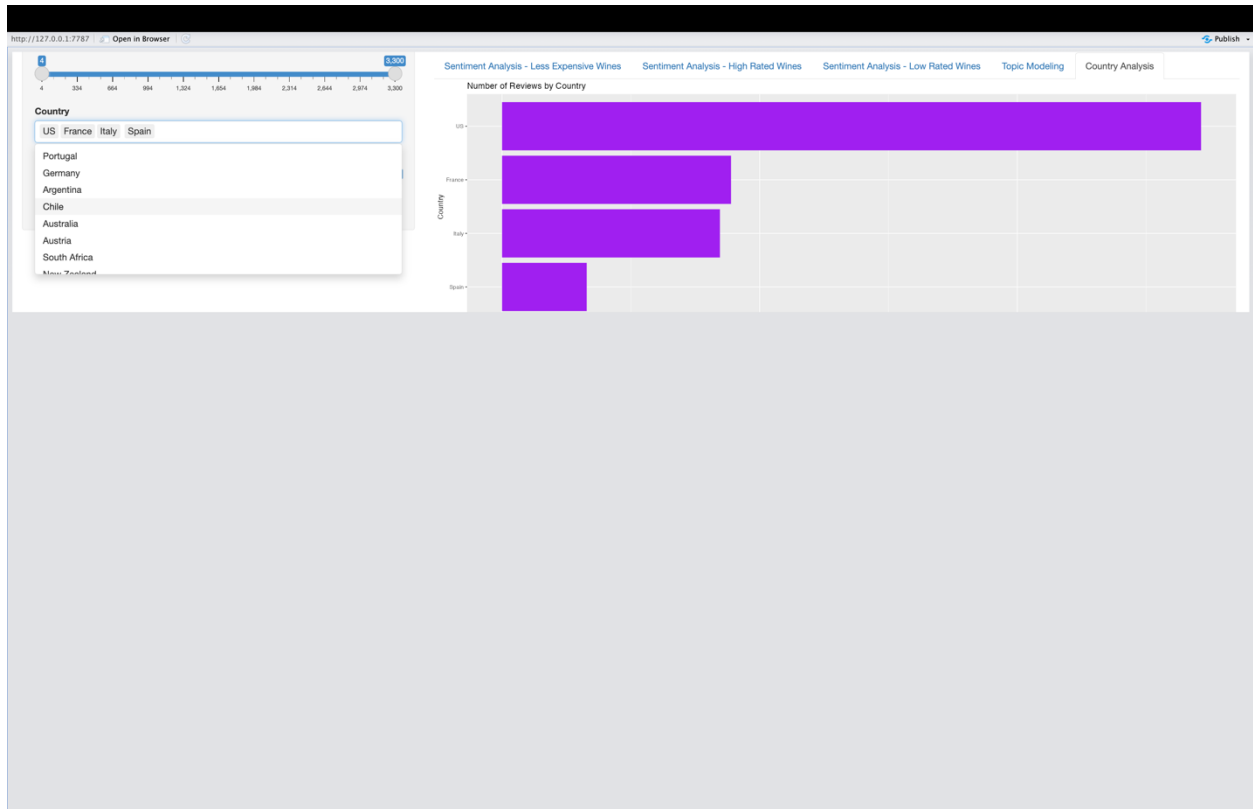 http://127.0.0.1:7787 Open in Browser Publish
4 3,300
4 334 664 994 1,324 1,654 1,984 2,314 2,644 2,974 3,300
Country
US France Italy Spain
Portugal
Germany
Argentina
Chile
Australia
Austria
South Africa
New Zealand
Sentiment Analysis - Less Expensive Wines Sentiment Analysis - High Rated Wines Sentiment Analysis - Low Rated Wines Topic Modeling Country Analysis
Number of Reviews by Country
US
France
Italy
Spain
Country